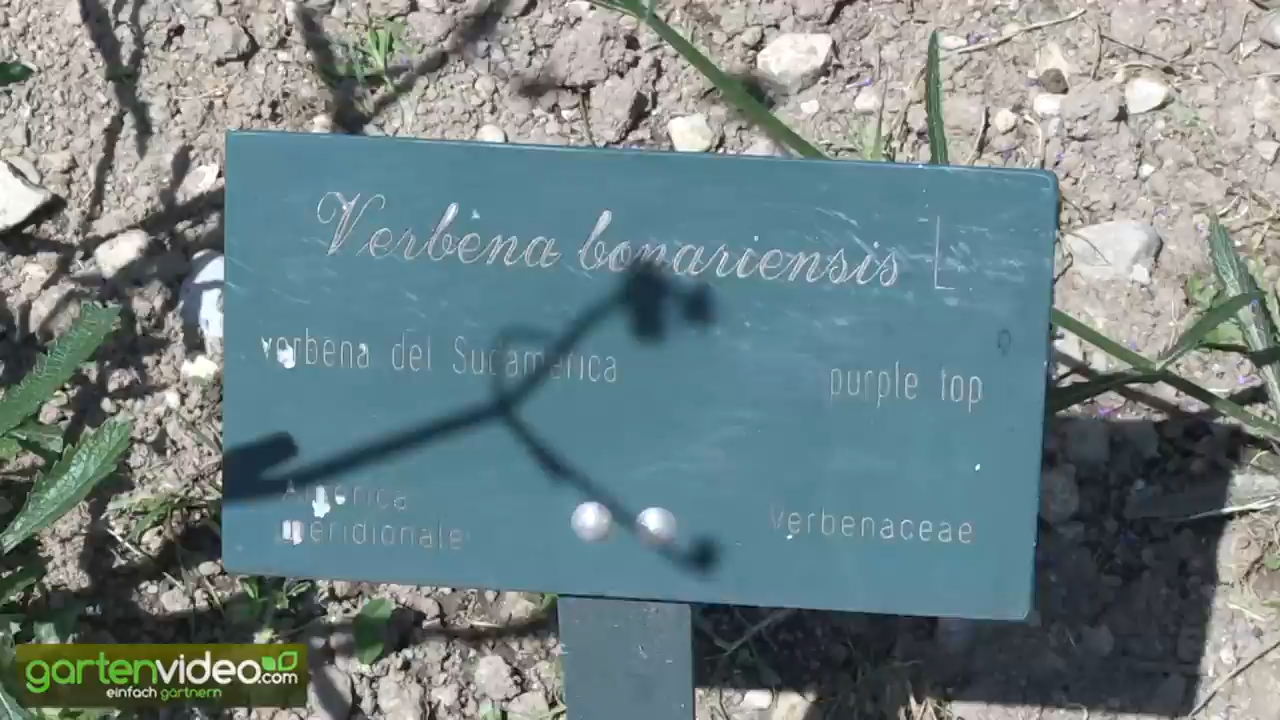 Verbena bonariensis L.
verbena del Sudamerica
purple top
America
meridionale
Verbenaceae
gartenvideo.com
einfach gärtnern